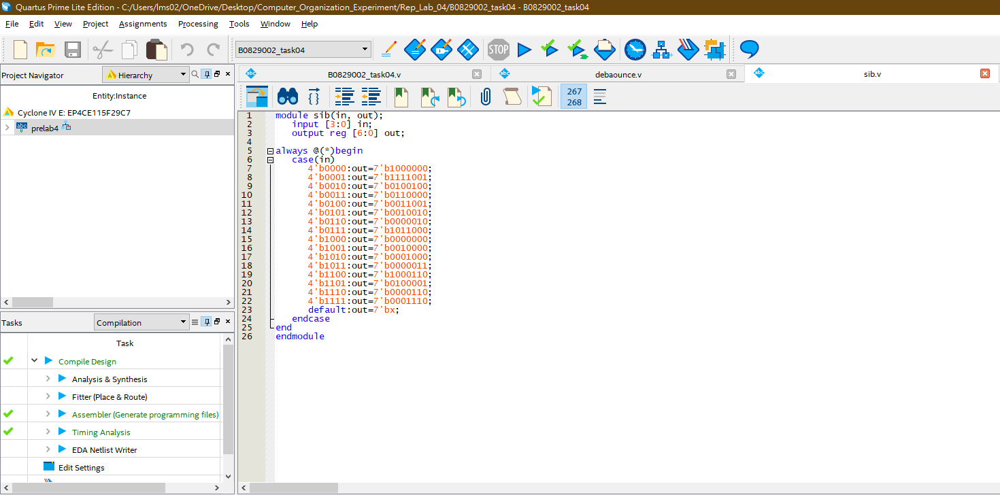 Quartus Prime Lite Edition - C:/Users/lms02/OneDrive/Desktop/Computer_Organization_Experiment/Rep_Lab_04/B0829002_task04 - B0829002_task04
File Edit View Project Assignments Processing Tools Window Help
B0829002_task04
STOP
Project Navigator
Hierarchy
Entity:Instance
Cyclone IV E: EP4CE115F29C7
prelab4
Tasks
Compilation
Task
Compile Design
Analysis & Synthesis
Fitter (Place & Route)
Assembler (Generate programming files)
Timing Analysis
EDA Netlist Writer
Edit Settings
B0829002_task04.v
debaounce.v
sib.v
267
268
1 module sib(in, out);
2 input [3:0] in;
3 output reg [6:0] out;
4
5 always @(*)begin
6 case(in)
7 4'b0000:out=7'b1000000;
8 4'b0001:out=7'b1111001;
9 4'b0010:out=7'b0100100;
10 4'b0011:out=7'b0110000;
11 4'b0100:out=7'b0011001;
12 4'b0101:out=7'b0010010;
13 4'b0110:out=7'b0000010;
14 4'b0111:out=7'b1011000;
15 4'b1000:out=7'b0000000;
16 4'b1001:out=7'b0010000;
17 4'b1010:out=7'b0001000;
18 4'b1011:out=7'b0000011;
19 4'b1100:out=7'b1000110;
20 4'b1101:out=7'b0100001;
21 4'b1110:out=7'b0000110;
22 4'b1111:out=7'b0001110;
23 default:out=7'bx;
24 endcase
25 end
26 endmodule